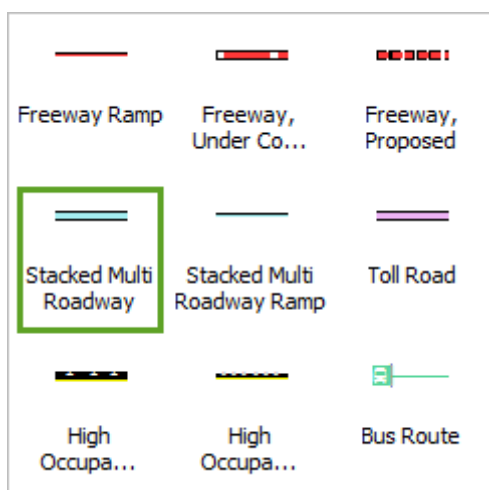 Freeway Ramp
Freeway,
Under Co...
Freeway,
Proposed
Stacked Multi
Roadway
Stacked Multi
Roadway Ramp
Toll Road
High
Occupa...
High
Occupa...
Bus Route